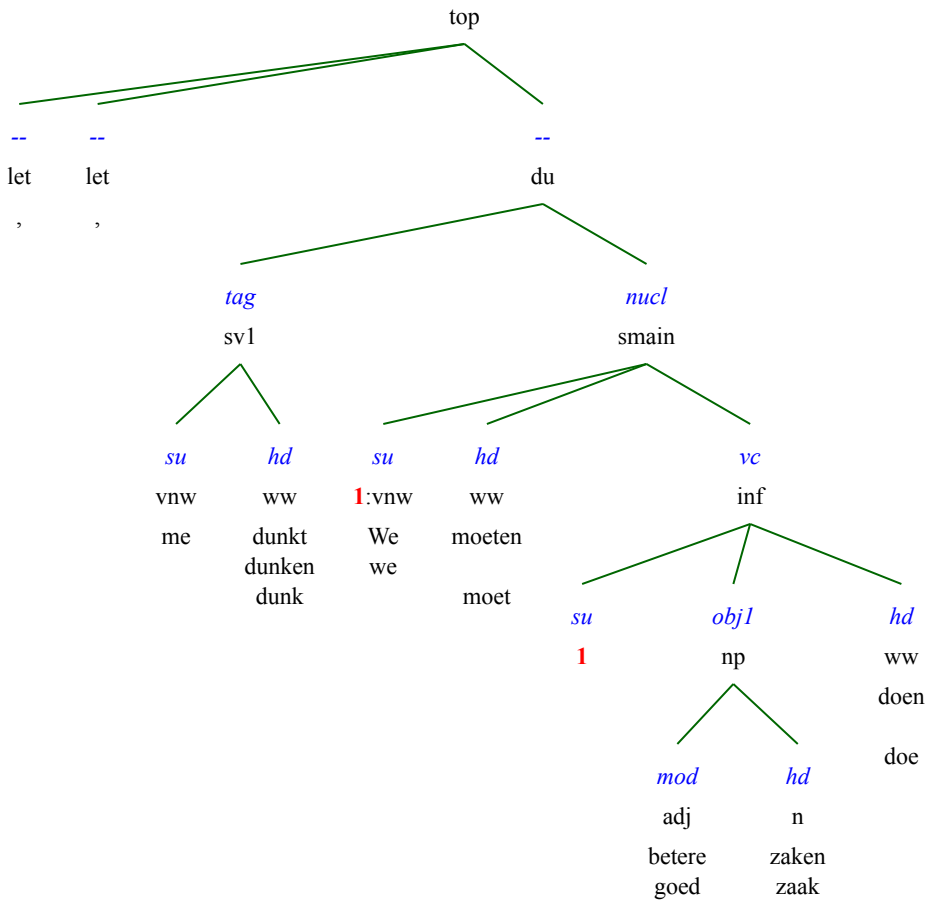 top
-- -- --
let let du
, ,
tag nucl
sv1 smain
su hd su hd vc
vnw ww 1:vnw ww inf
me dunkt We moeten
dunken we
dunk moet
su obj1 hd
1 np ww
doen
doe
mod hd
adj n
betere zaken
goed zaak